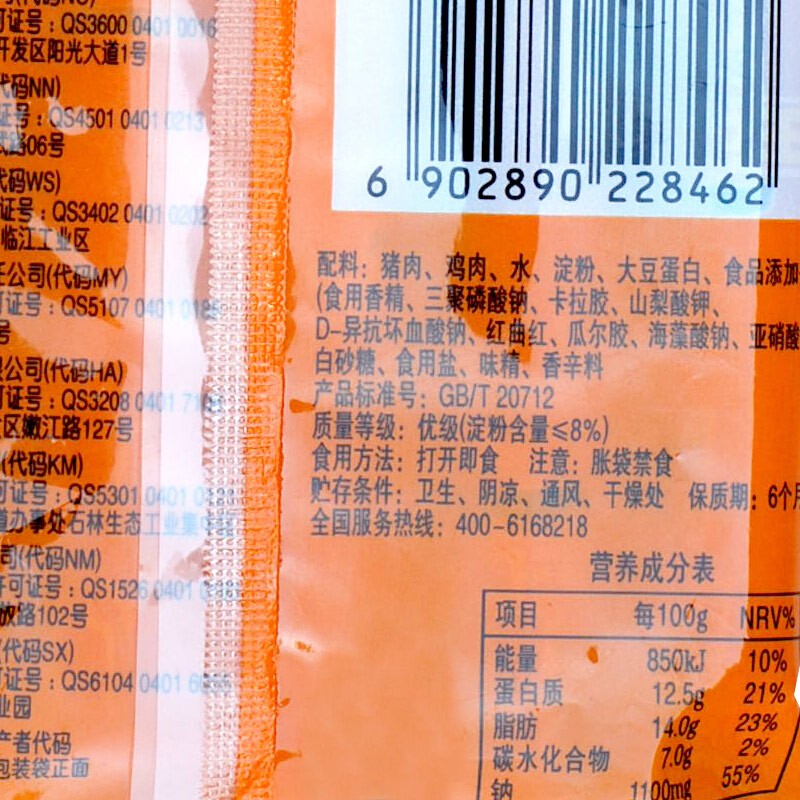 可证号：QS3600 0401 0016
开发区阳光大道1号
代码NN)
证号：QS4501 0401 0213
路06号
代码WS)
证号：QS3402 0401 0202
临江工业区
任公司(代码MY)
可证号：QS5107 0401
号
公司(代码HA)
可证号：QS3208 0401
区嫩江路127号
(代码KM)
可证号：QS5301 0401
道办事处石林生态工业集
司(代码NM)
许可证号：QS1526 0401
路102号
代码SX)
可证号：QS6104 0401
业园
产者代码
包装袋正面
6 902890 228462
配料：猪肉、鸡肉、水、淀粉、大豆蛋白、食品添加
(食用香精、三聚磷酸钠、卡拉胶、山梨酸钾、
D-异抗坏血酸钠、红曲红、瓜尔胶、海藻酸钠、亚硝酸
白砂糖、食用盐、味精、香辛料
产品标准号：GB/T 20712
质量等级：优级(淀粉含量≤8%)
食用方法：打开即食 注意：胀袋禁食
贮存条件：卫生、阴凉、通风、干燥处 保质期：6个月
全国服务热线：400-6168218
营养成分表
项目 每100g NRV%
能量 850kJ 10%
蛋白质 12.5g 21%
脂肪 14.0g 23%
碳水化合物 7.0g 2%
钠 1100mg 55%